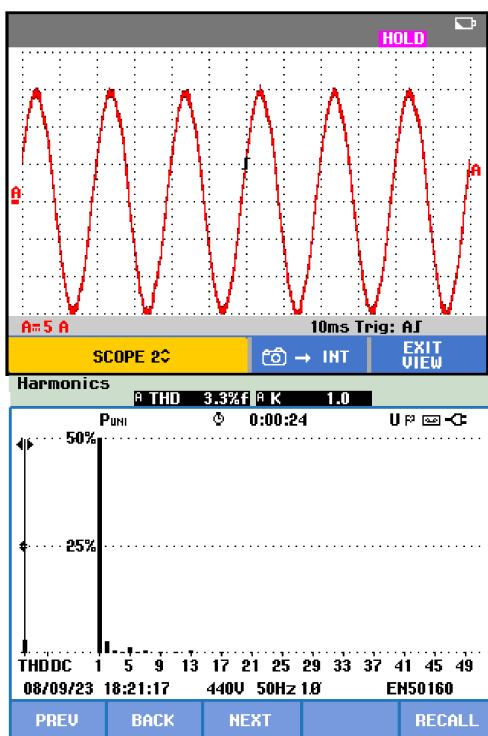 HOLD
A
A
A=5 A 10ms Trig: A
SCOPE 2 → INT EXIT VIEW
Harmonics
A THD 3.3%f A K 1.0
PUNI 0:00:24 U
50%
25%
THDDC 1 5 9 13 17 21 25 29 33 37 41 45 49
08/09/23 18:21:17 440V 50Hz 1.0 EN50160
PREV BACK NEXT RECALL